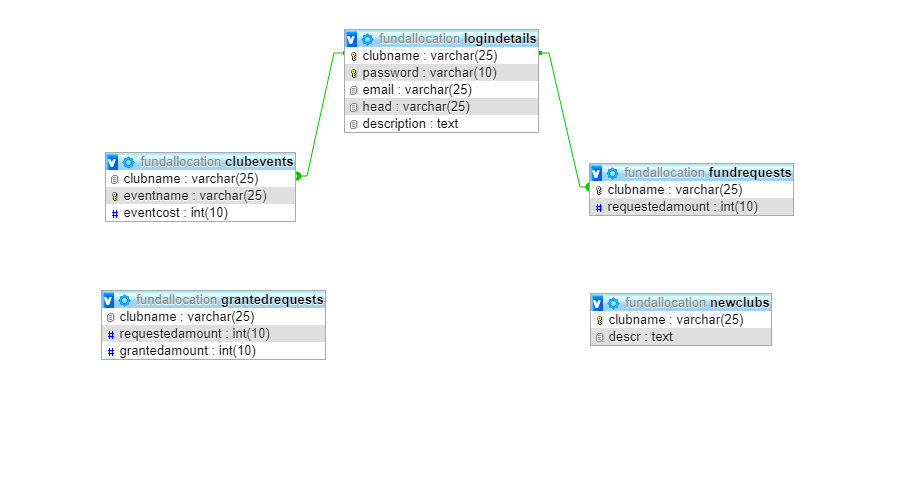 fundallocation logindetails
clubname : varchar(25)
password : varchar(10)
email : varchar(25)
head : varchar(25)
description : text
fundallocation clubevents
clubname : varchar(25)
eventname : varchar(25)
# eventcost : int(10)
fundallocation fundrequests
clubname : varchar(25)
# requestedamount : int(10)
fundallocation grantedrequests
clubname : varchar(25)
# requestedamount : int(10)
# grantedamount : int(10)
fundallocation newclubs
clubname : varchar(25)
descr : text